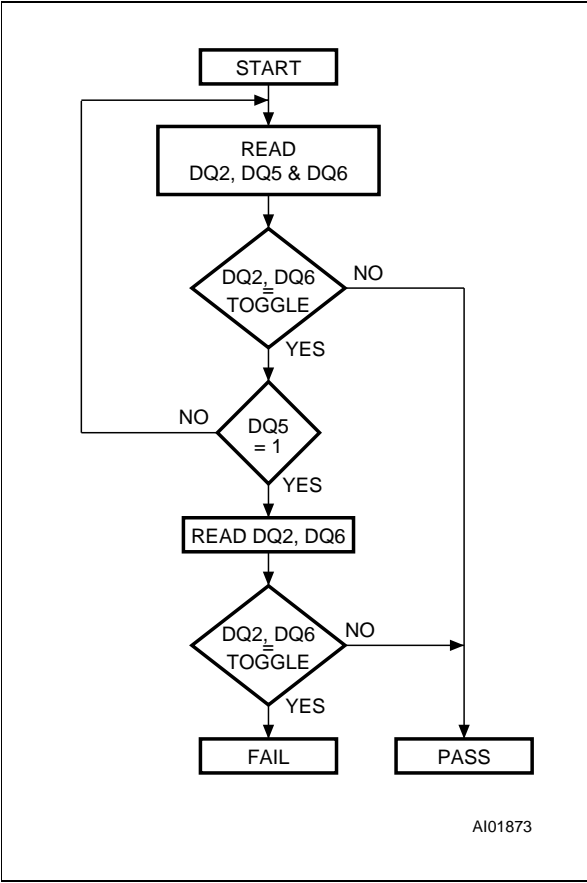 START
READ
DQ2, DQ5 & DQ6
DQ2, DQ6
=
TOGGLE
NO
YES
NO
DQ5
= 1
YES
READ DQ2, DQ6
DQ2, DQ6
=
TOGGLE
NO
YES
FAIL
PASS
AI01873